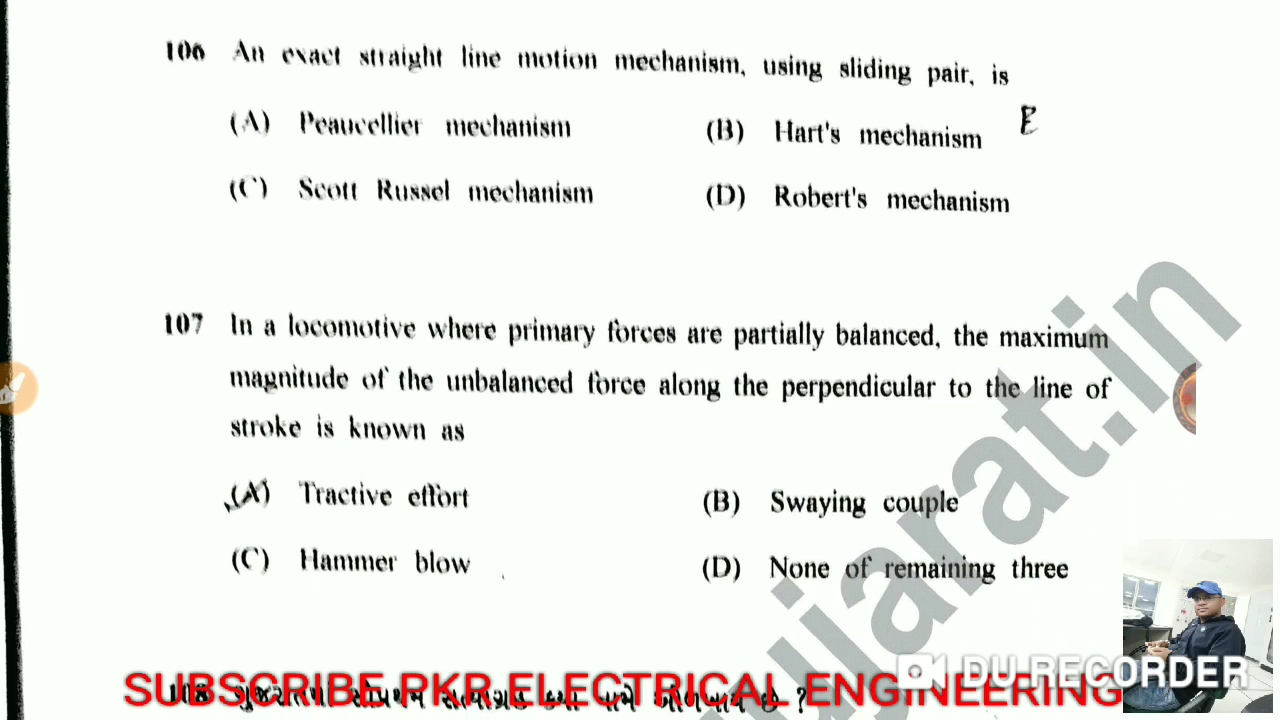 106 An exact straight line motion mechanism, using sliding pair, is
(A) Peaucellier mechanism (B) Hart's mechanism
(C) Scott Russel mechanism (D) Robert's mechanism
107 In a locomotive where primary forces are partially balanced, the maximum
magnitude of the unbalanced force along the perpendicular to the line of
stroke is known as
(A) Tractive effort (B) Swaying couple
(C) Hammer blow (D) None of remaining three
ujarat.in
DU RECORDER
SUBSCRIBE PKR ELECTRICAL ENGINEERING
108